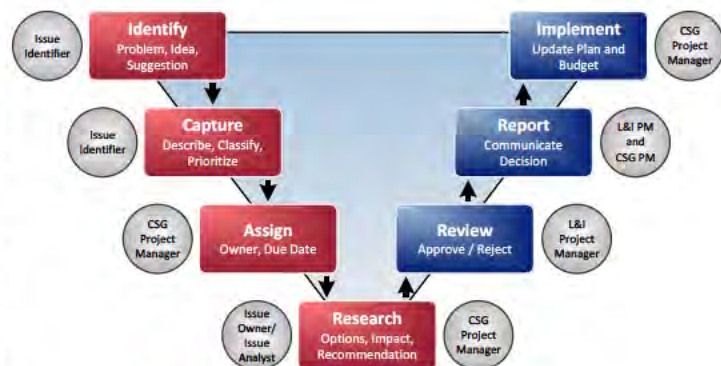 Issue
Identifier
Identify
Problem, Idea,
Suggestion
Implement
Update Plan and
Budget
CSG
Project
Manager
Issue
Identifier
Capture
Describe, Classify,
Prioritize
Report
Communicate
Decision
L&I PM
and
CSG PM
CSG
Project
Manager
Assign
Owner, Due Date
Review
Approve / Reject
L&I
Project
Manager
Issue
Owner/
Issue
Analyst
Research
Options, Impact,
Recommendation
CSG
Project
Manager